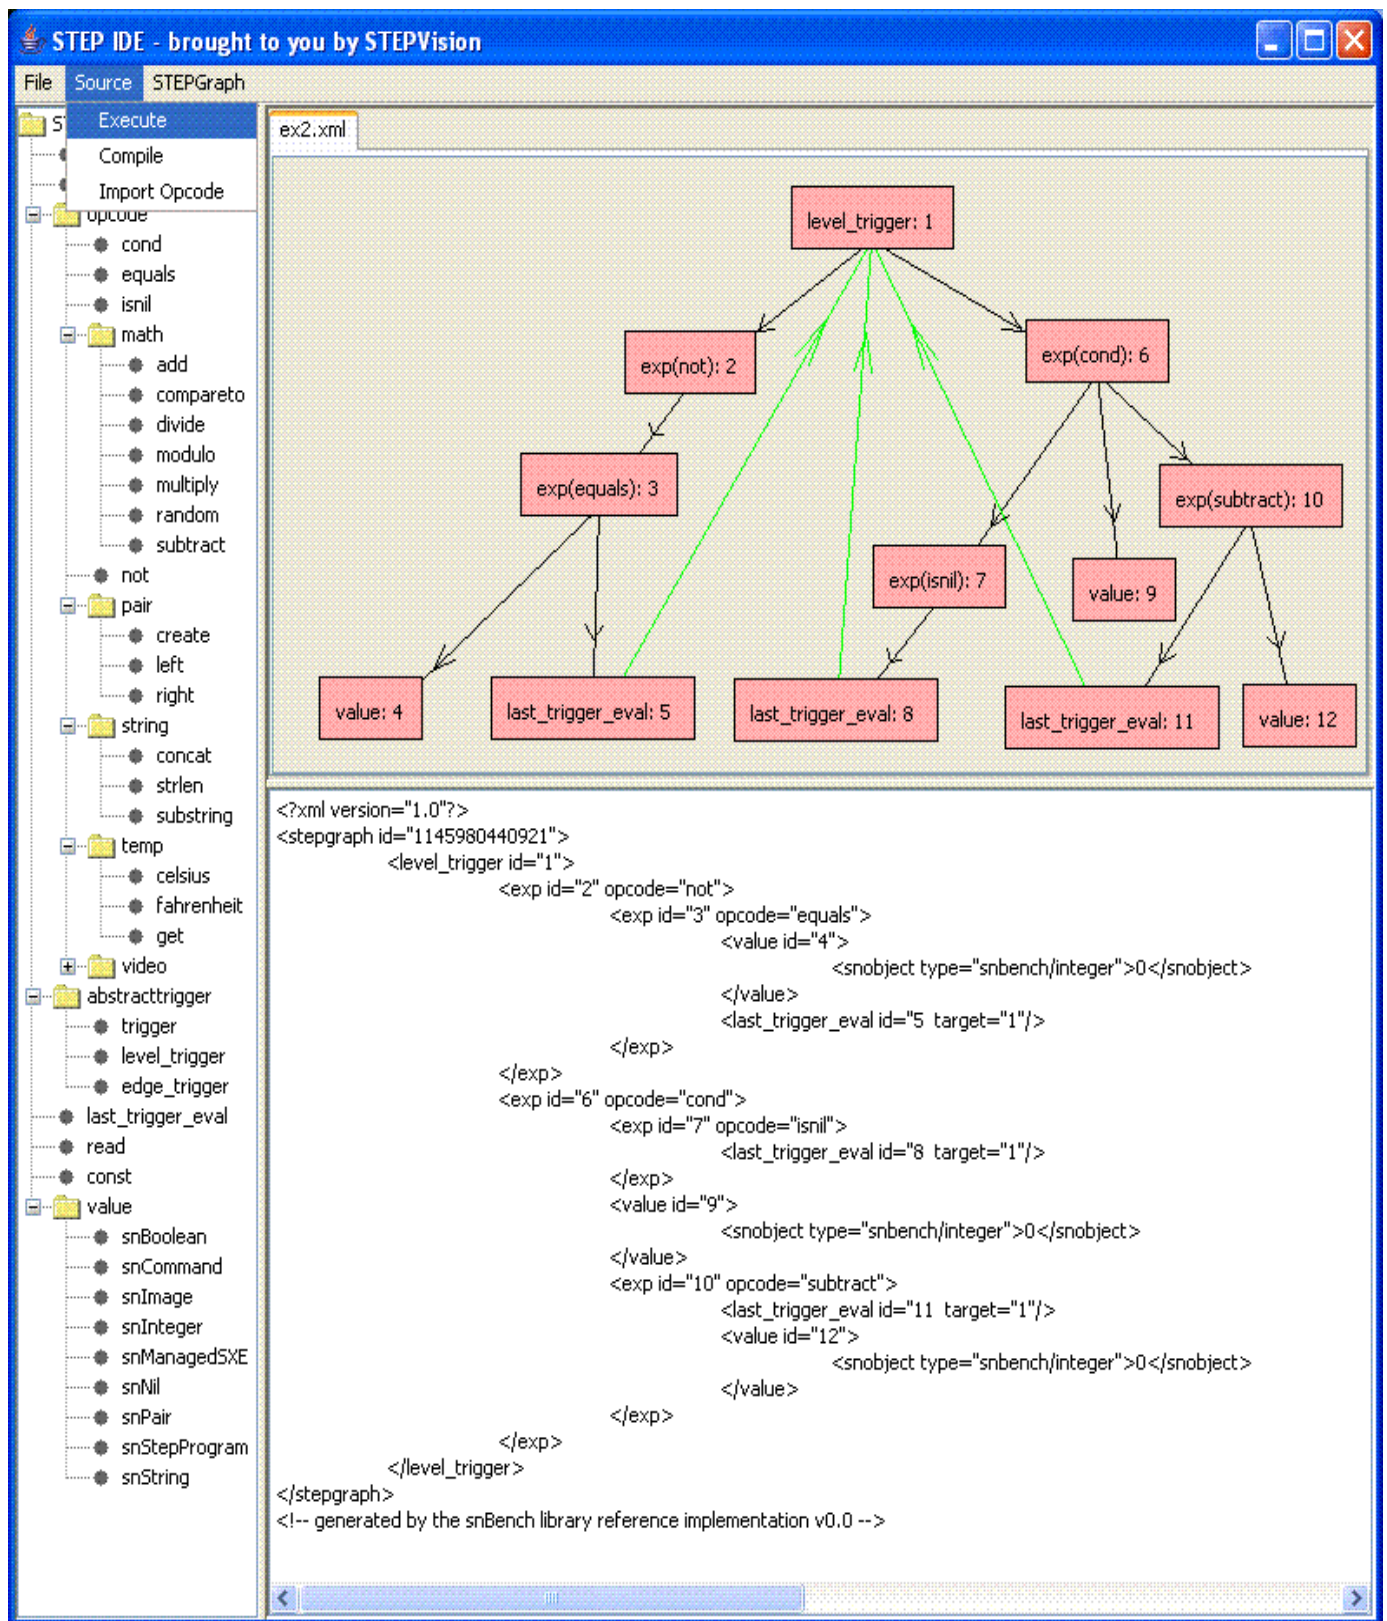 STEP IDE - brought to you by STEPVision
File Source STEPGraph
Execute
Compile
Import Opcode
opcode
cond
equals
isnil
math
add
compareto
divide
modulo
multiply
random
subtract
not
pair
create
left
right
string
concat
strlen
substring
temp
celsius
fahrenheit
get
video
abstracttrigger
trigger
level_trigger
edge_trigger
last_trigger_eval
read
const
value
snBoolean
snCommand
snImage
snInteger
snManagedSXE
snNil
snPair
snStepProgram
snString
ex2.xml
level_trigger: 1
exp(not): 2
exp(cond): 6
exp(equals): 3
exp(subtract): 10
exp(isnil): 7
value: 9
value: 4
last_trigger_eval: 5
last_trigger_eval: 8
last_trigger_eval: 11
value: 12
<?xml version="1.0"?>
<stepgraph id="1145980440921">
<level_trigger id="1">
<exp id="2" opcode="not">
<exp id="3" opcode="equals">
<value id="4">
<snobject type="snbench/integer">0</snobject>
</value>
<last_trigger_eval id="5 target="1"/>
</exp>
</exp>
<exp id="6" opcode="cond">
<exp id="7" opcode="isnil">
<last_trigger_eval id="8 target="1"/>
</exp>
<value id="9">
<snobject type="snbench/integer">0</snobject>
</value>
<exp id="10" opcode="subtract">
<last_trigger_eval id="11 target="1"/>
<value id="12">
<snobject type="snbench/integer">0</snobject>
</value>
</exp>
</exp>
</level_trigger>
</stepgraph>
<!-- generated by the snBench library reference implementation v0.0 -->